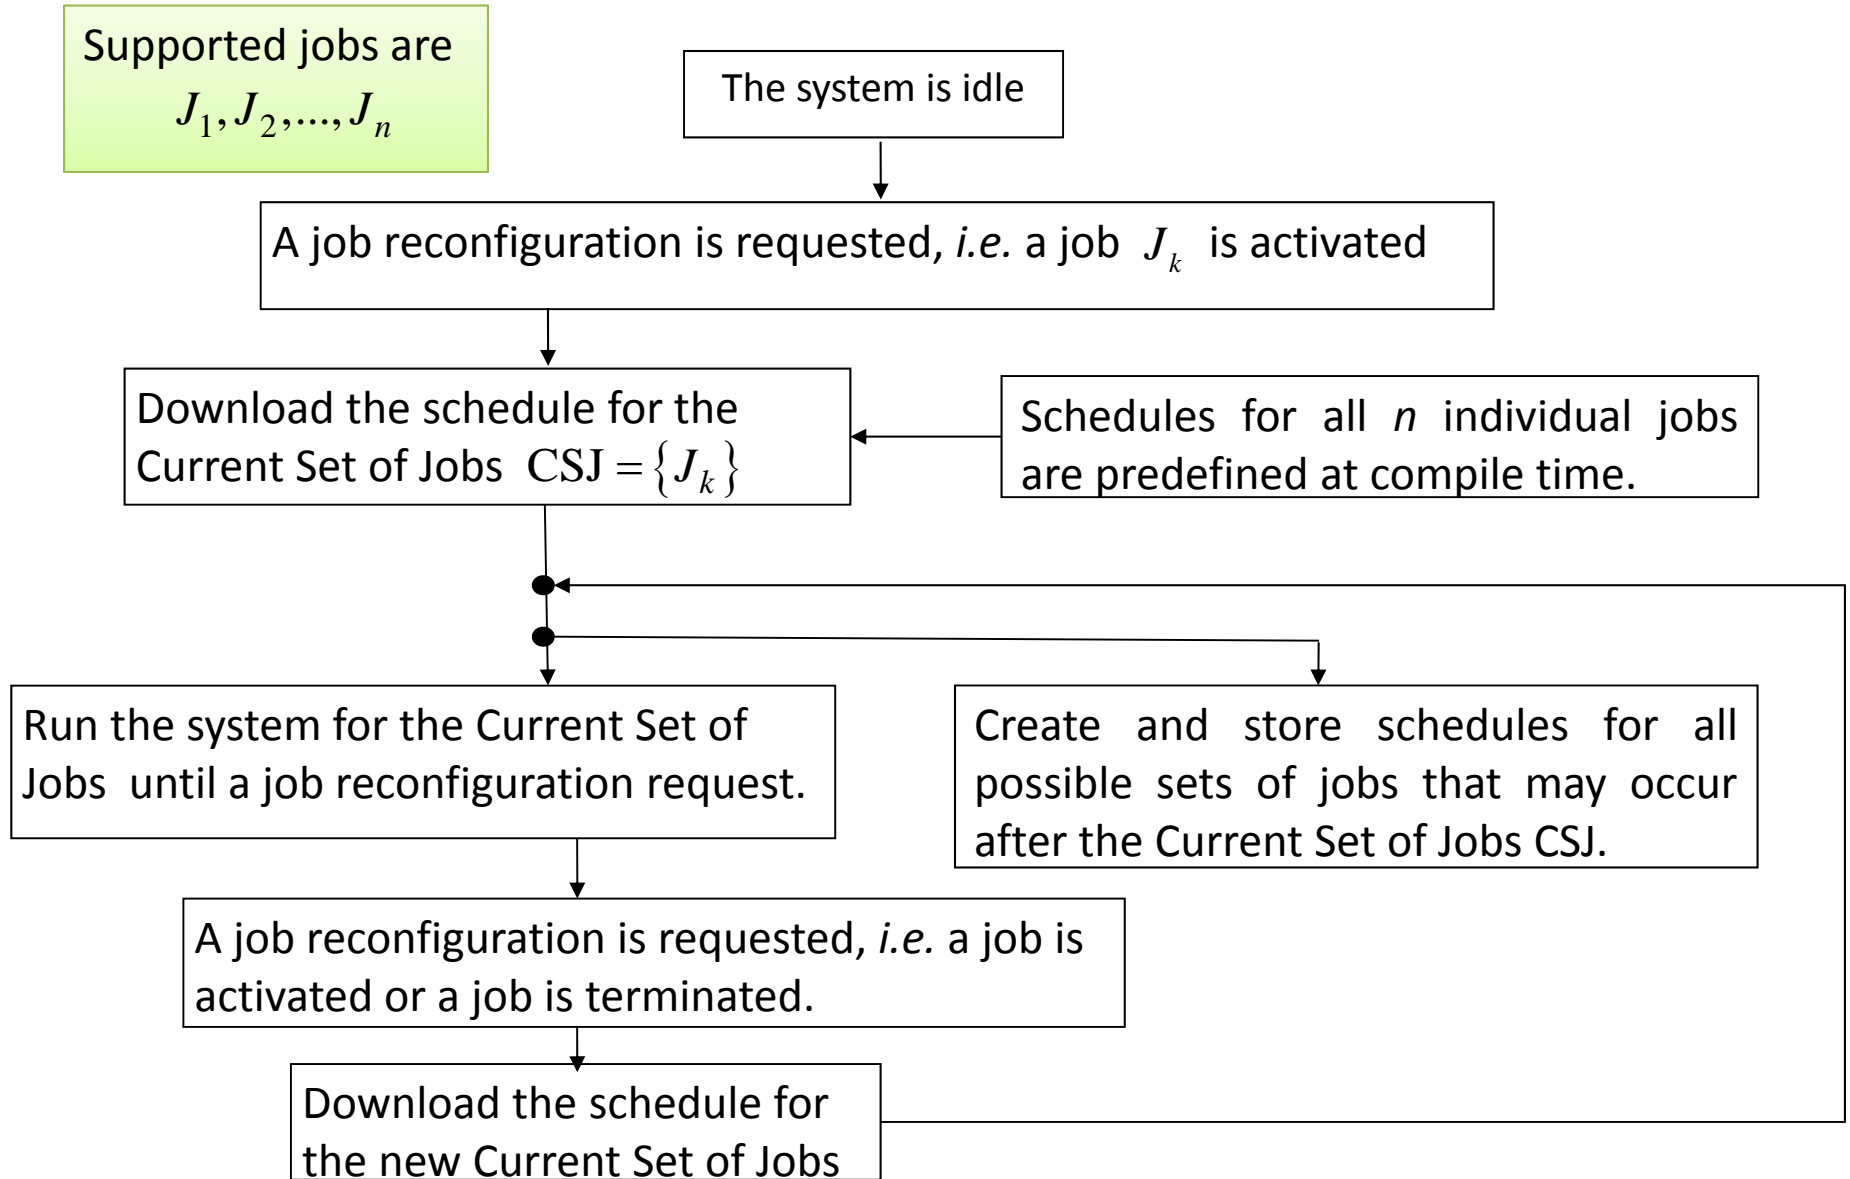 Supported jobs are
J₁, J₂,..., Jₙ
The system is idle
A job reconfiguration is requested, i.e. a job Jₖ is activated
Download the schedule for the
Current Set of Jobs CSJ = {Jₖ}
Schedules for all n individual jobs
are predefined at compile time.
Run the system for the Current Set of
Jobs until a job reconfiguration request.
Create and store schedules for all
possible sets of jobs that may occur
after the Current Set of Jobs CSJ.
A job reconfiguration is requested, i.e. a job is
activated or a job is terminated.
Download the schedule for
the new Current Set of Jobs